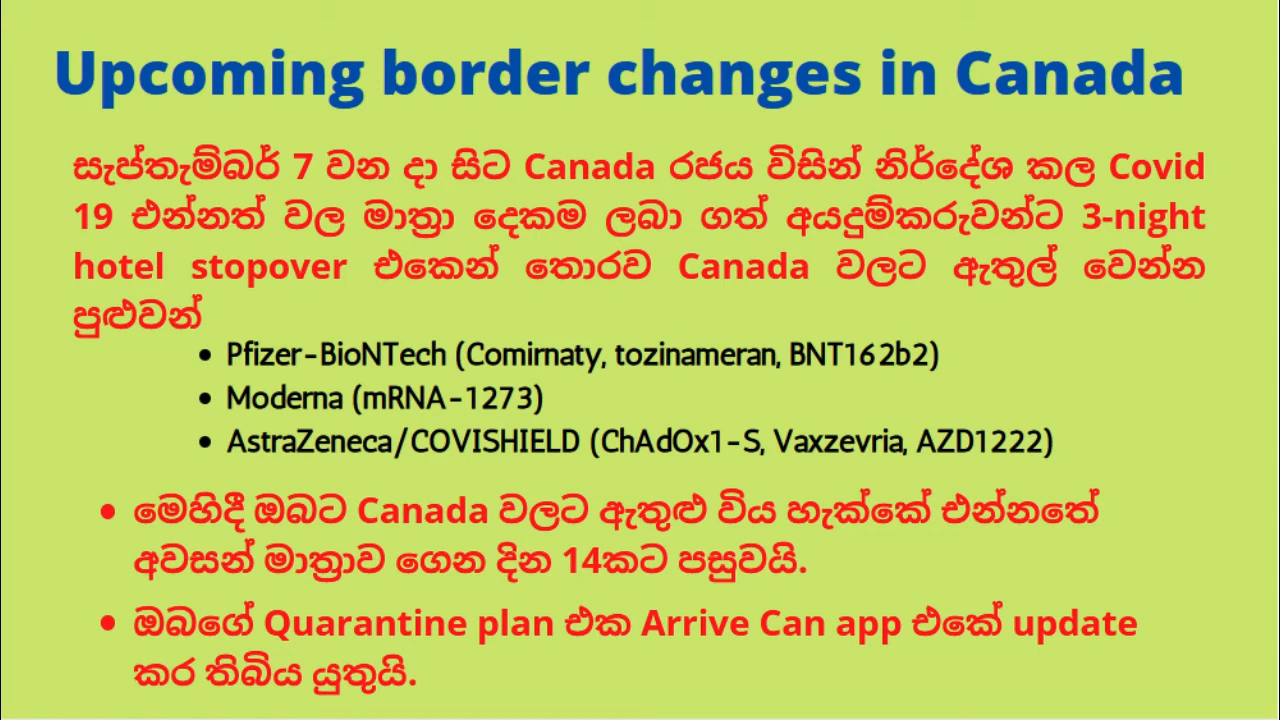 Upcoming border changes in Canada
සැප්තැම්බර් 7 වන දා සිට Canada රජය විසින් නිර්දේශ කල Covid
19 එන්නත් වල මාත්‍රා දෙකම ලබා ගත් අයදුම්කරුවන්ට 3-night
hotel stopover එකෙන් තොරව Canada වලට ඇතුල් වෙන්න
පුළුවන්
• Pfizer-BioNTech (Comirnaty, tozinameran, BNT162b2)
• Moderna (mRNA-1273)
• AstraZeneca/COVISHIELD (ChAdOx1-S, Vaxzevria, AZD1222)
• මෙහිදී ඔබට Canada වලට ඇතුළු විය හැක්කේ එන්නතේ
අවසන් මාත්‍රාව ගෙන දින 14කට පසුවයි.
• ඔබගේ Quarantine plan එක Arrive Can app එකේ update
කර තිබිය යුතුයි.